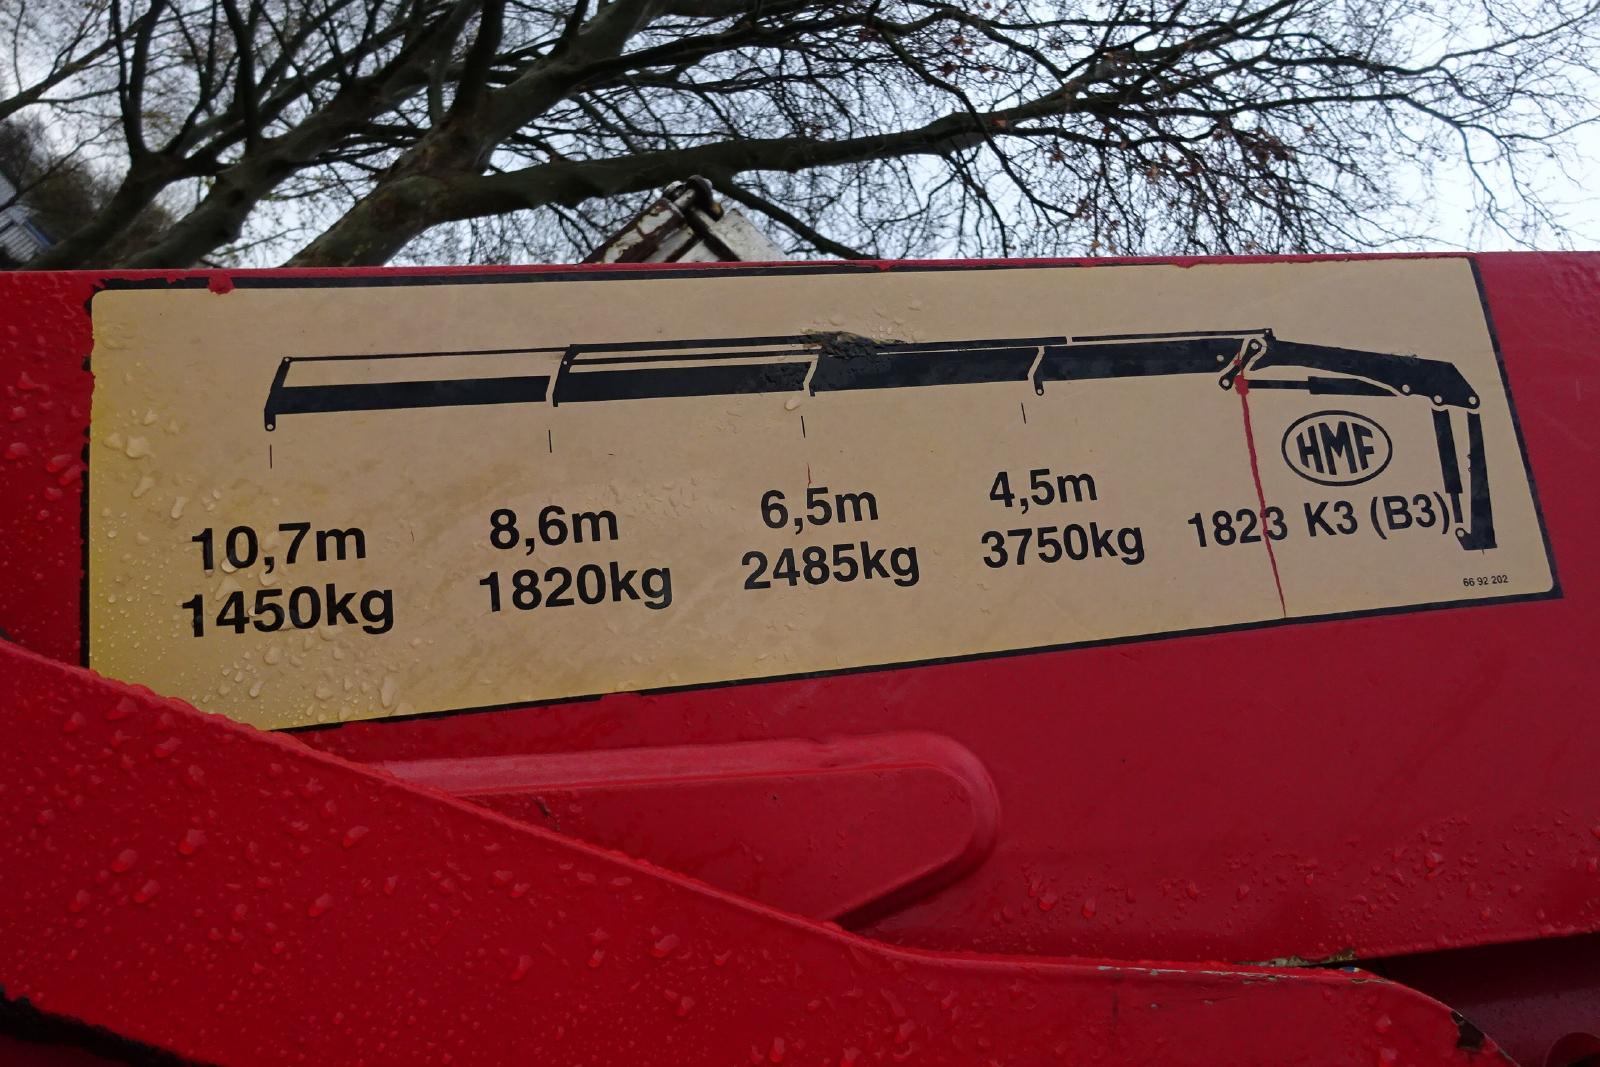 10,7m
1450kg
8,6m
1820kg
6,5m
2485kg
4,5m
3750kg
HMF
1823 K3 (B3)
66 92 202